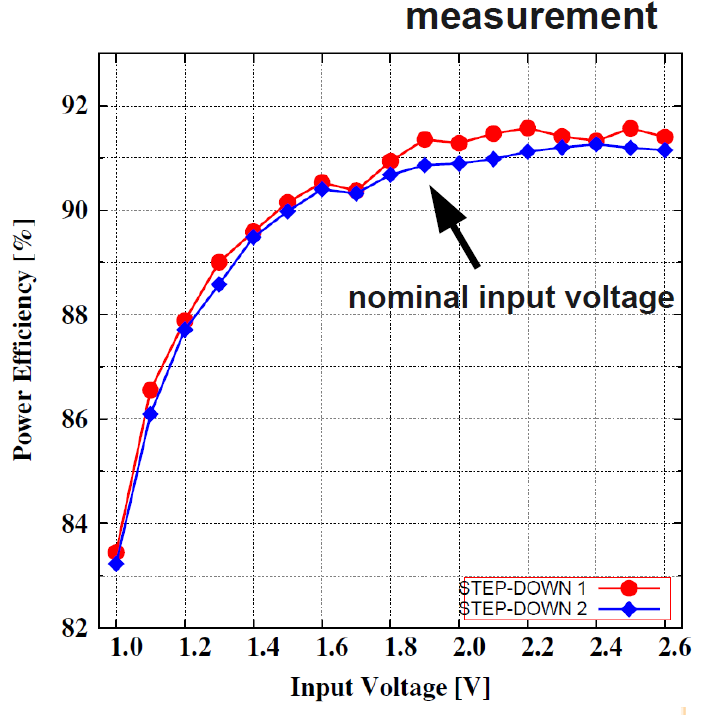 measurement
92
90
88
86
84
82
Power Efficiency [%]
nominal input voltage
STEP-DOWN 1
STEP-DOWN 2
1.0 1.2 1.4 1.6 1.8 2.0 2.2 2.4 2.6
Input Voltage [V]